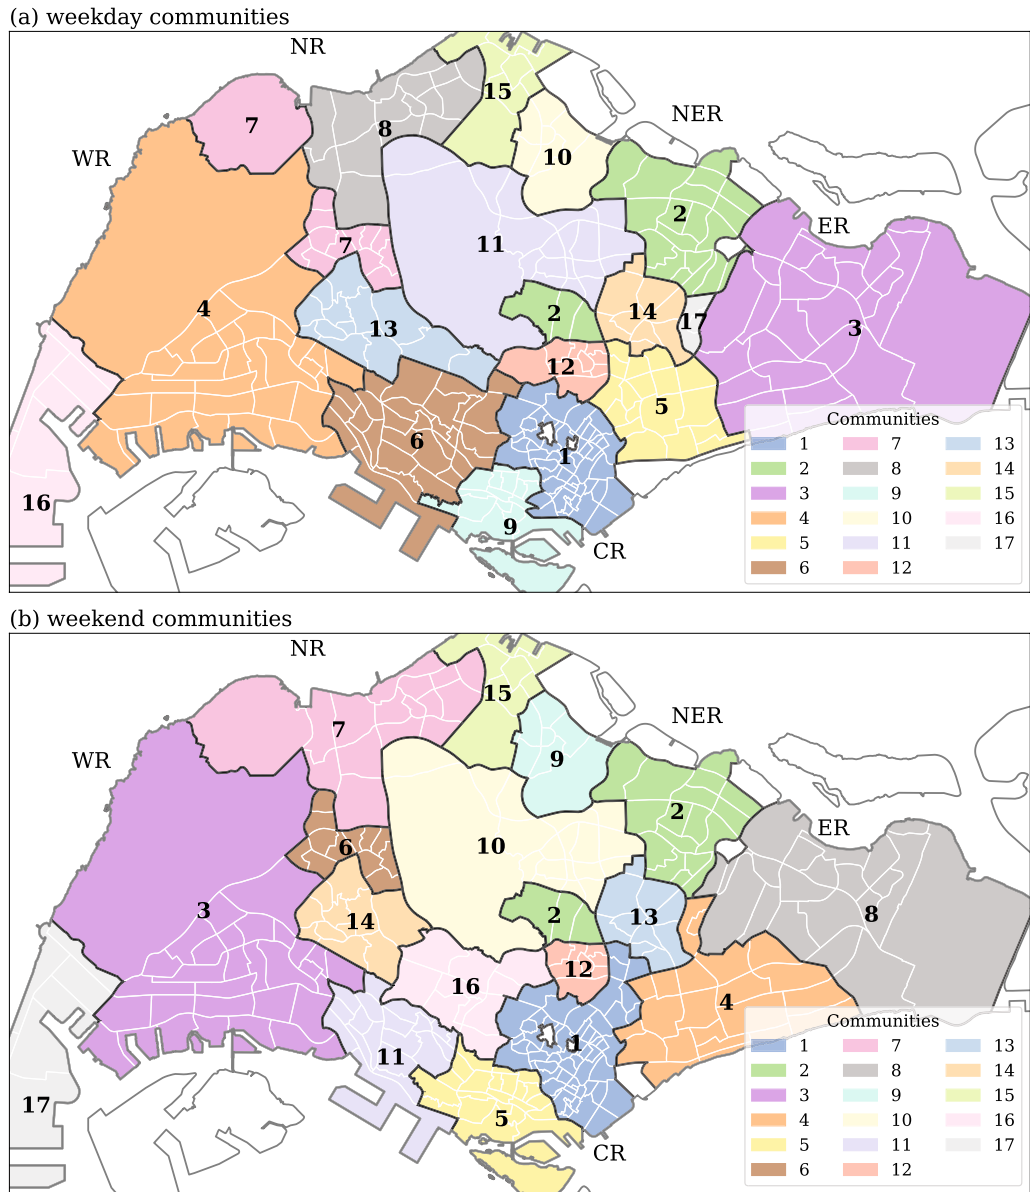 (a) weekday communities
NR
15
NER
7
8
WR
10
2
ER
7
11
4
13
2
14
17
3
12
5
6
1
16
9
CR
Communities
1 7 13
2 8 14
3 9 15
4 10 16
5 11 17
6 12
(b) weekend communities
NR
15
NER
7
WR
9
2
ER
6
10
3
14
2
13
8
12
16
4
1
11
17
5
CR
Communities
1 7 13
2 8 14
3 9 15
4 10 16
5 11 17
6 12